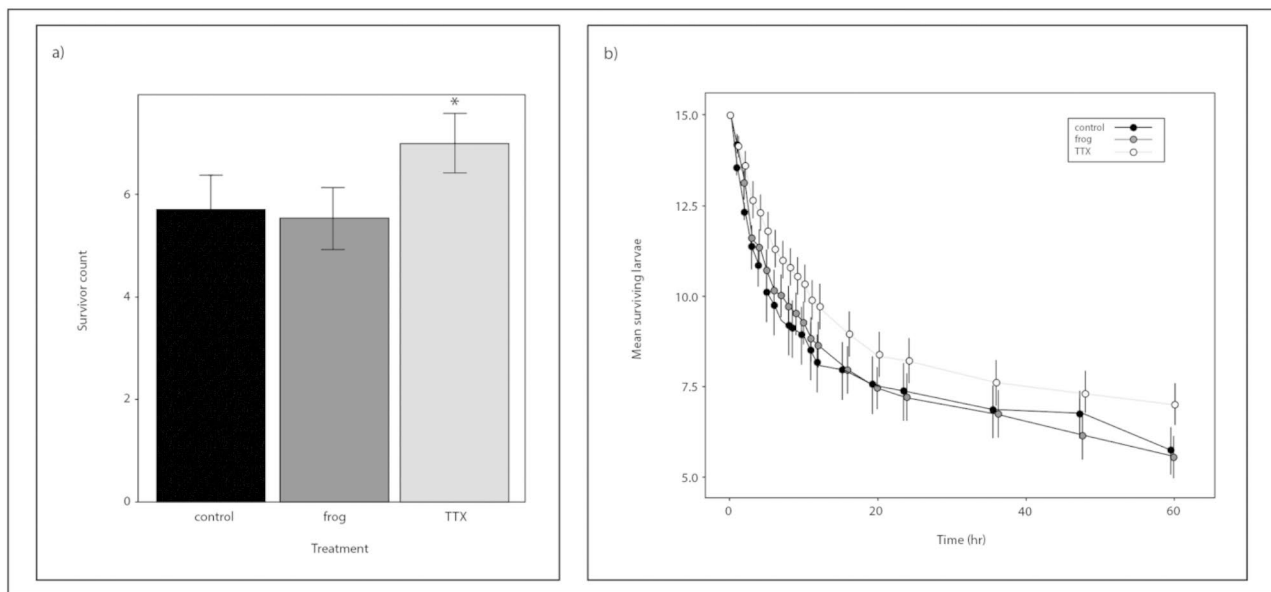 a)
*
6
4
2
0
Survivor count
control frog TTX
Treatment
b)
15.0
12.5
10.0
7.5
5.0
Mean surviving larvae
control
frog
TTX
0 20 40 60
Time (hr)